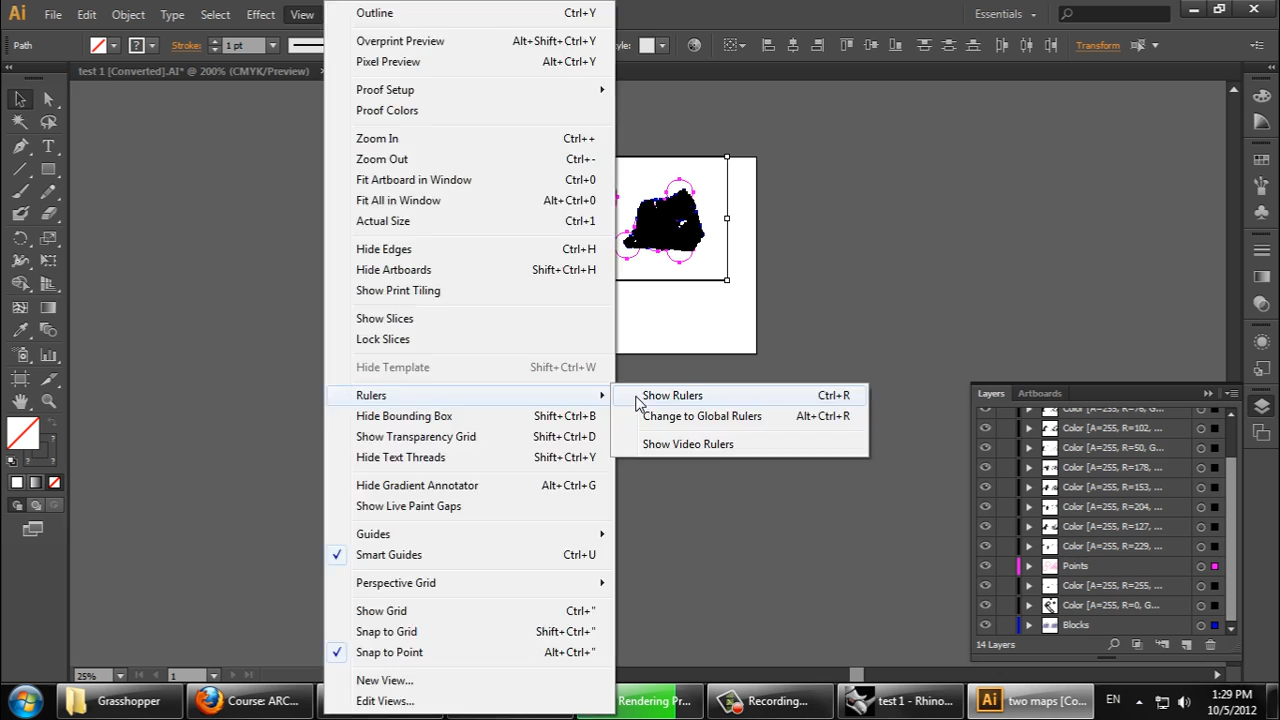 Ai File Edit Object Type Select Effect View Essentials
Path Stroke: 1 pt Style: Transform
test 1 [Converted].AI* @ 200% (CMYK/Preview)
Outline Ctrl+Y
Overprint Preview Alt+Shift+Ctrl+Y
Pixel Preview Alt+Ctrl+Y
Proof Setup
Proof Colors
Zoom In Ctrl++
Zoom Out Ctrl+-
Fit Artboard in Window Ctrl+0
Fit All in Window Alt+Ctrl+0
Actual Size Ctrl+1
Hide Edges Ctrl+H
Hide Artboards Shift+Ctrl+H
Show Print Tiling
Show Slices
Lock Slices
Hide Template Shift+Ctrl+W
Rulers
Hide Bounding Box Shift+Ctrl+B
Show Transparency Grid Shift+Ctrl+D
Hide Text Threads Shift+Ctrl+Y
Hide Gradient Annotator Alt+Ctrl+G
Show Live Paint Gaps
Guides
Smart Guides Ctrl+U
Perspective Grid
Show Grid Ctrl+"
Snap to Grid Shift+Ctrl+"
Snap to Point Alt+Ctrl+"
New View...
Edit Views...
Show Rulers Ctrl+R
Change to Global Rulers Alt+Ctrl+R
Show Video Rulers
Layers Artboards
Color [A=255, R=76, ...
Color [A=255, R=102, ...
Color [A=255, R=50, G...
Color [A=255, R=178, ...
Color [A=255, R=153, ...
Color [A=255, R=204, ...
Color [A=255, R=127, ...
Color [A=255, R=229, ...
Points
Color [A=255, R=255, ...
Color [A=255, R=0, G...
Blocks
14 Layers
25% 1
Grasshopper
Course: ARC...
Rendering Pr...
Recording...
test 1 - Rhino...
two maps [Co...
EN
1:29 PM
10/5/2012